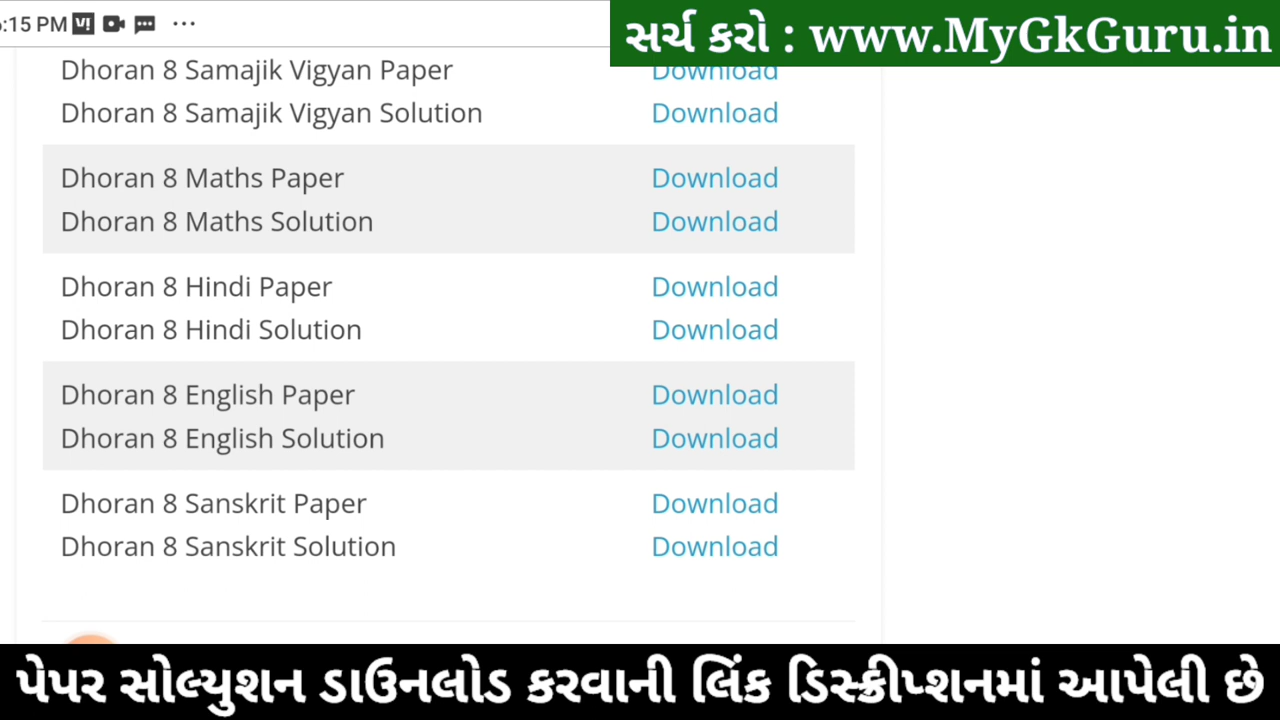 :15 PM
સર્ચ કરો : www.MyGkGuru.in
Dhoran 8 Samajik Vigyan Paper Download
Dhoran 8 Samajik Vigyan Solution Download
Dhoran 8 Maths Paper Download
Dhoran 8 Maths Solution Download
Dhoran 8 Hindi Paper Download
Dhoran 8 Hindi Solution Download
Dhoran 8 English Paper Download
Dhoran 8 English Solution Download
Dhoran 8 Sanskrit Paper Download
Dhoran 8 Sanskrit Solution Download
પેપર સોલ્યુશન ડાઉનલોડ કરવાની લિંક ડિસ્ક્રીપ્શનમાં આપેલી છે